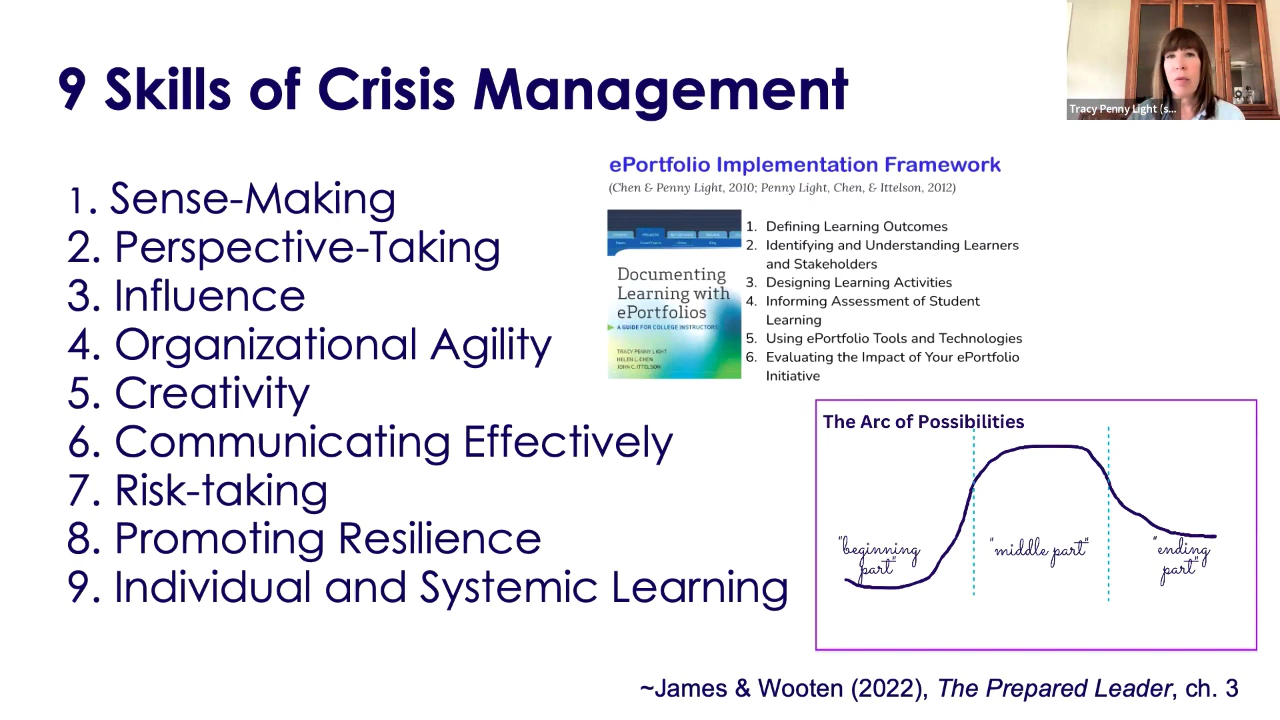 9 Skills of Crisis Management
Tracy Penny Light (s...
1. Sense-Making
2. Perspective-Taking
3. Influence
4. Organizational Agility
5. Creativity
6. Communicating Effectively
7. Risk-taking
8. Promoting Resilience
9. Individual and Systemic Learning
ePortfolio Implementation Framework
(Chen & Penny Light, 2010; Penny Light, Chen, & Ittelson, 2012)
Documenting
Learning with
ePortfolios
A GUIDE FOR COLLEGE INSTRUCTORS
TRACY PENNY LIGHT
HELEN L. CHEN
JOHN C. ITTELSON
1. Defining Learning Outcomes
2. Identifying and Understanding Learners
and Stakeholders
3. Designing Learning Activities
4. Informing Assessment of Student
Learning
5. Using ePortfolio Tools and Technologies
6. Evaluating the Impact of Your ePortfolio
Initiative
The Arc of Possibilities
"beginning
part"
"middle part"
"ending
part"
~James & Wooten (2022), The Prepared Leader, ch. 3